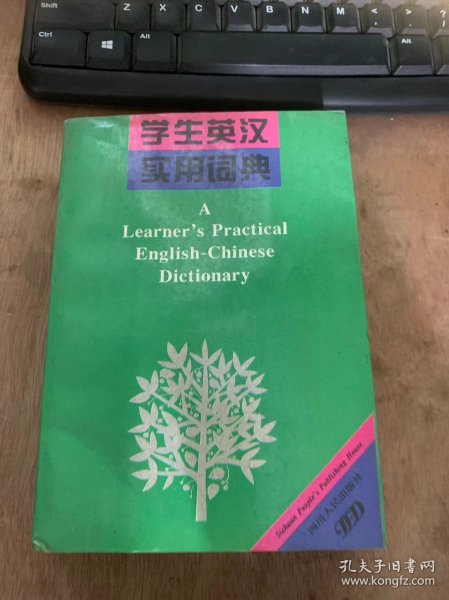 Shift
Z
X
C
V
B
N
M
Alt
Alt
学生英汉
实用词典
A
Learner's Practical
English-Chinese
Dictionary
Sichuan People's Publishing House
四川人民出版社
孔夫子旧书网
www.kongfz.com